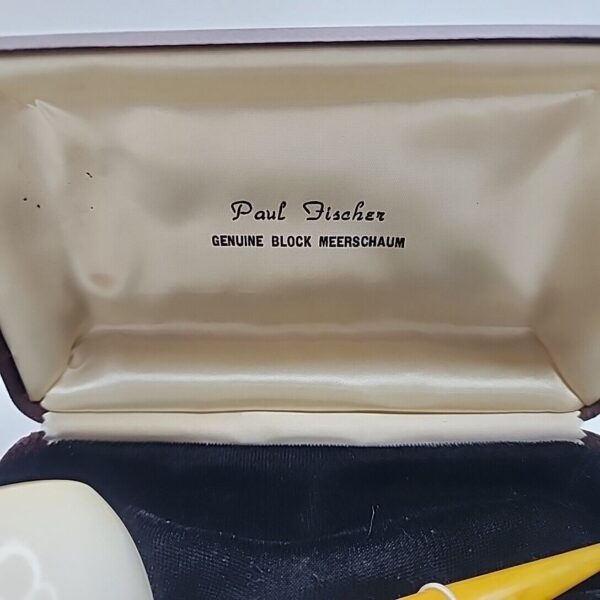 Paul Fischer
GENUINE BLOCK MEERSCHAUM